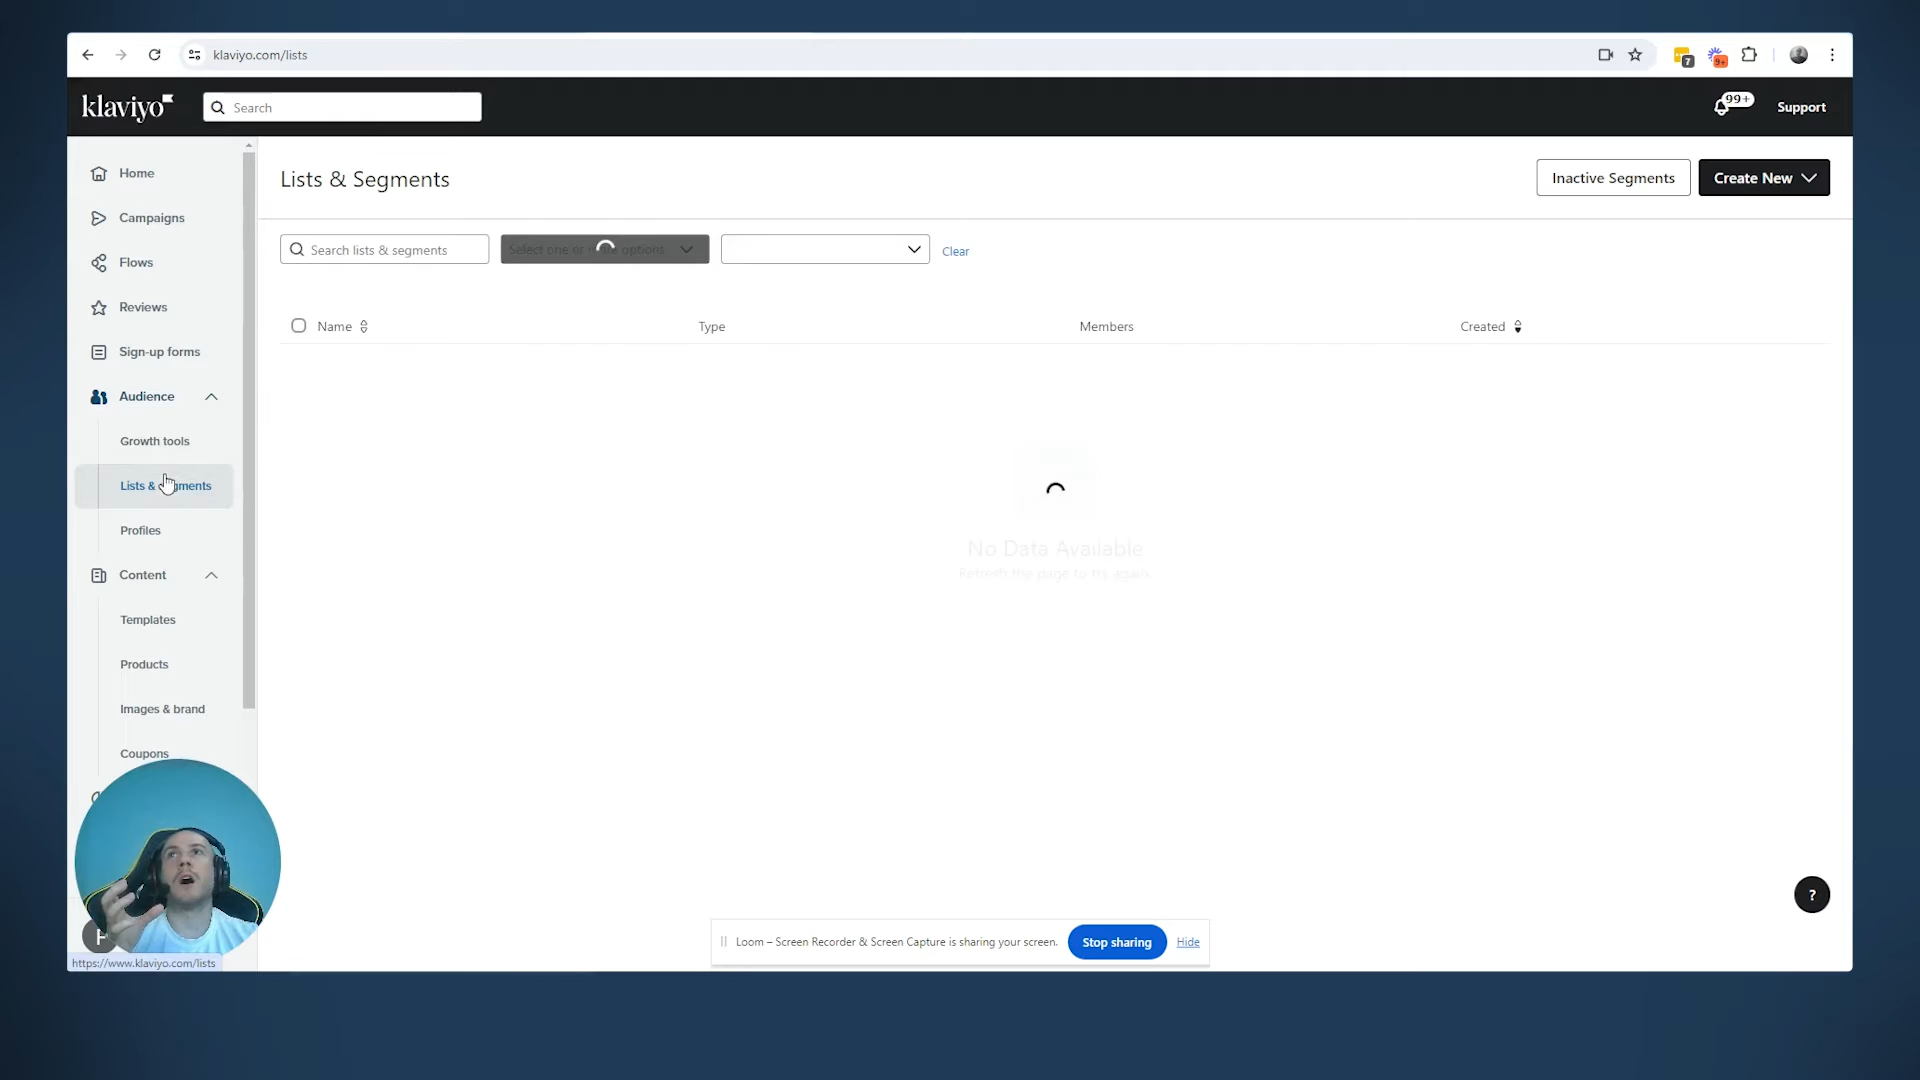 klaviyo.com/lists
7
9+
klaviyo
Search
99+
Support
Home
Campaigns
Flows
Reviews
Sign-up forms
Audience
Growth tools
Lists &
Profiles
Content
Templates
Products
Images & brand
Coupons
Lists & Segments
Inactive Segments
Create New
Search lists & segments
Select one or options
Clear
Name
Type
Members
Created
No Data Available
Refresh the page to try again.
?
Loom – Screen Recorder & Screen Capture is sharing your screen.
Stop sharing
Hide
https://www.klaviyo.com/lists